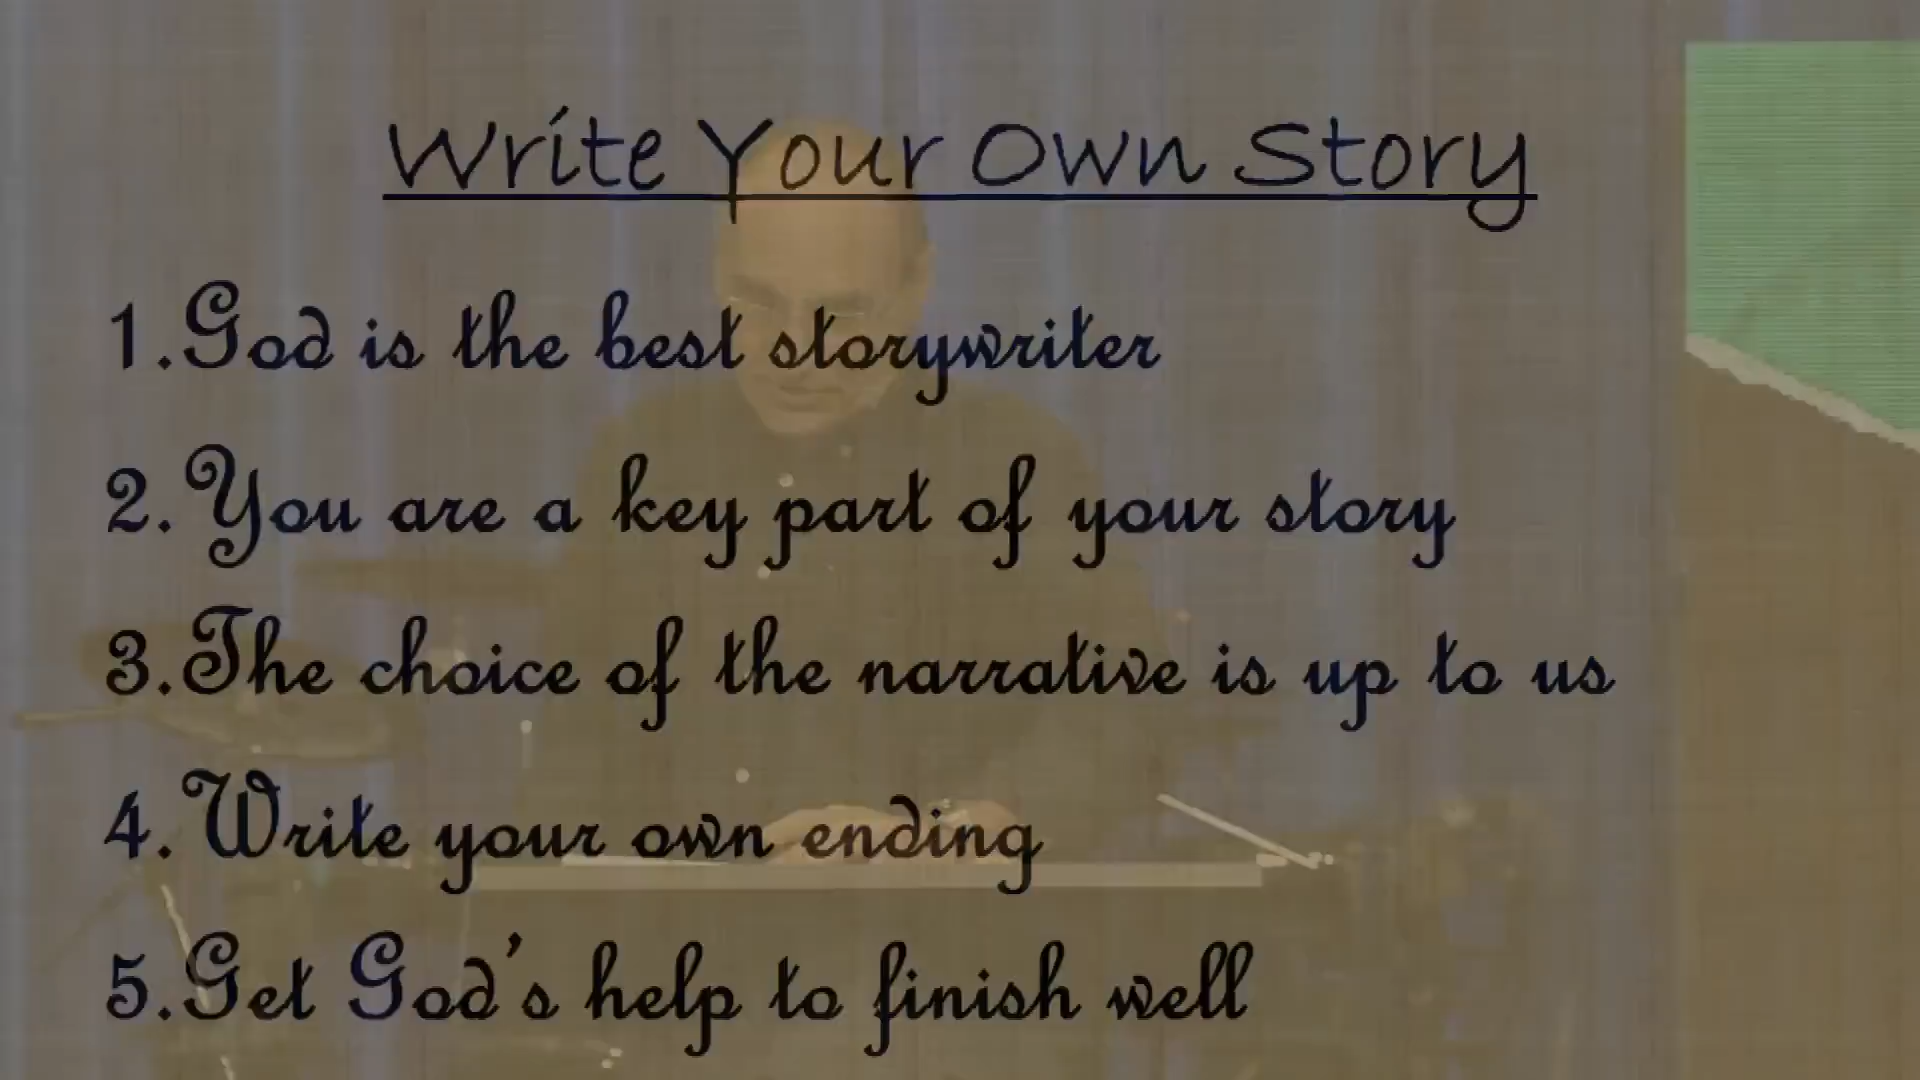 Write Your Own Story
1. God is the best storywriter
2. You are a key part of your story
3. The choice of the narrative is up to us
4. Write your own ending
5. Get God's help to finish well